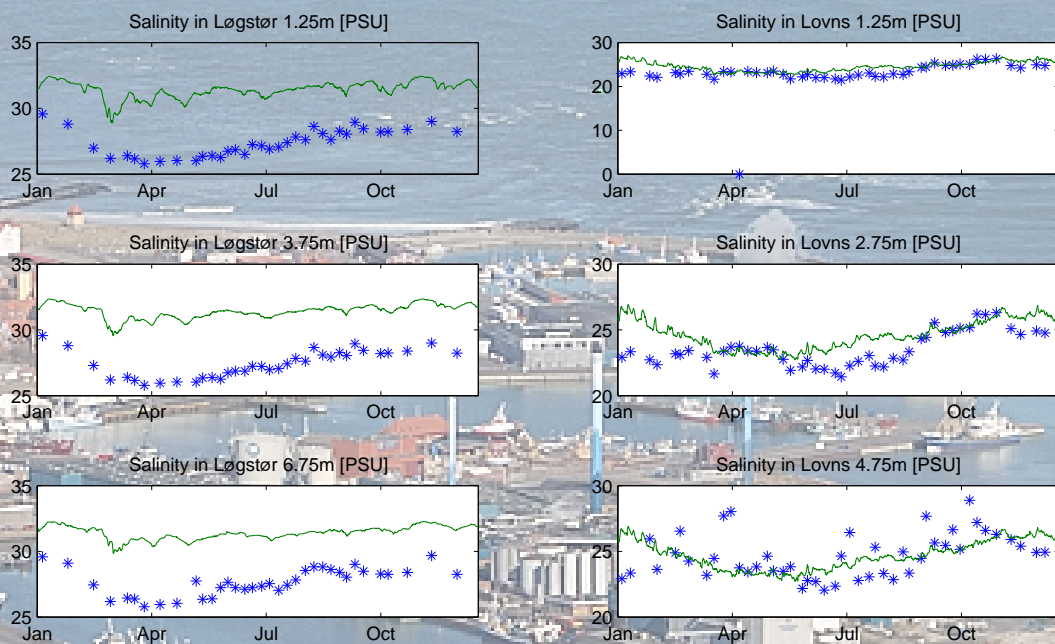 Salinity in Løgstør 1.25m [PSU]
35
30
25
Jan Apr Jul Oct
Salinity in Lovns 1.25m [PSU]
30
20
10
0
Jan Apr Jul Oct
Salinity in Løgstør 3.75m [PSU]
35
30
25
Jan Apr Jul Oct
Salinity in Lovns 2.75m [PSU]
30
25
20
Jan Apr Jul Oct
Salinity in Løgstør 6.75m [PSU]
35
30
25
Jan Apr Jul Oct
Salinity in Lovns 4.75m [PSU]
30
25
20
Jan Apr Jul Oct